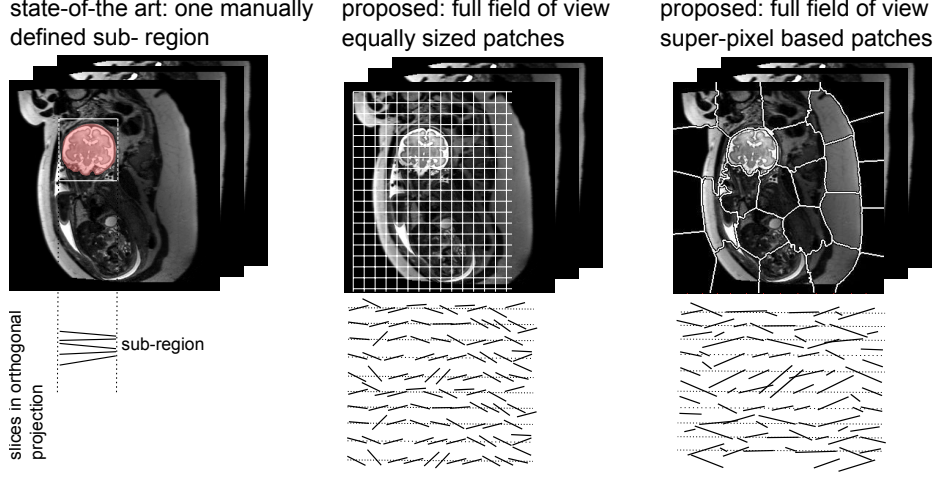 state-of-the art: one manually
defined sub- region
proposed: full field of view
equally sized patches
proposed: full field of view
super-pixel based patches
sub-region
slices in orthogonal
projection